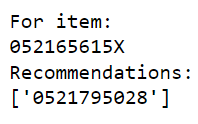 For item:
052165615X
Recommendations:
['0521795028']